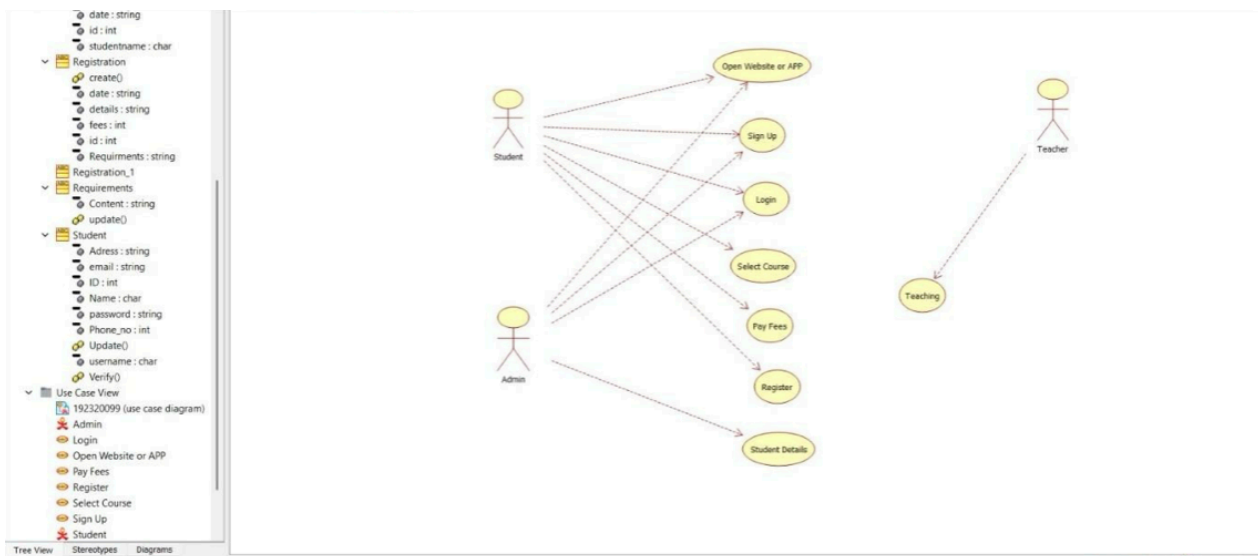 date : string
id : int
studentname : char
Registration
create()
date : string
details : string
fees : int
id : int
Requirments : string
Registration_1
Requirements
Content : string
update()
Student
Adress : string
email : string
ID : int
Name : char
password : string
Phone_no : int
Update()
username : char
Verify()
Use Case View
192320099 (use case diagram)
Admin
Login
Open Website or APP
Pay Fees
Register
Select Course
Sign Up
Student
Tree View Stereotypes Diagrams
Open Website or APP
Student
Sign Up
Teacher
Login
Select Course
Teaching
Pay Fees
Admin
Register
Student Details